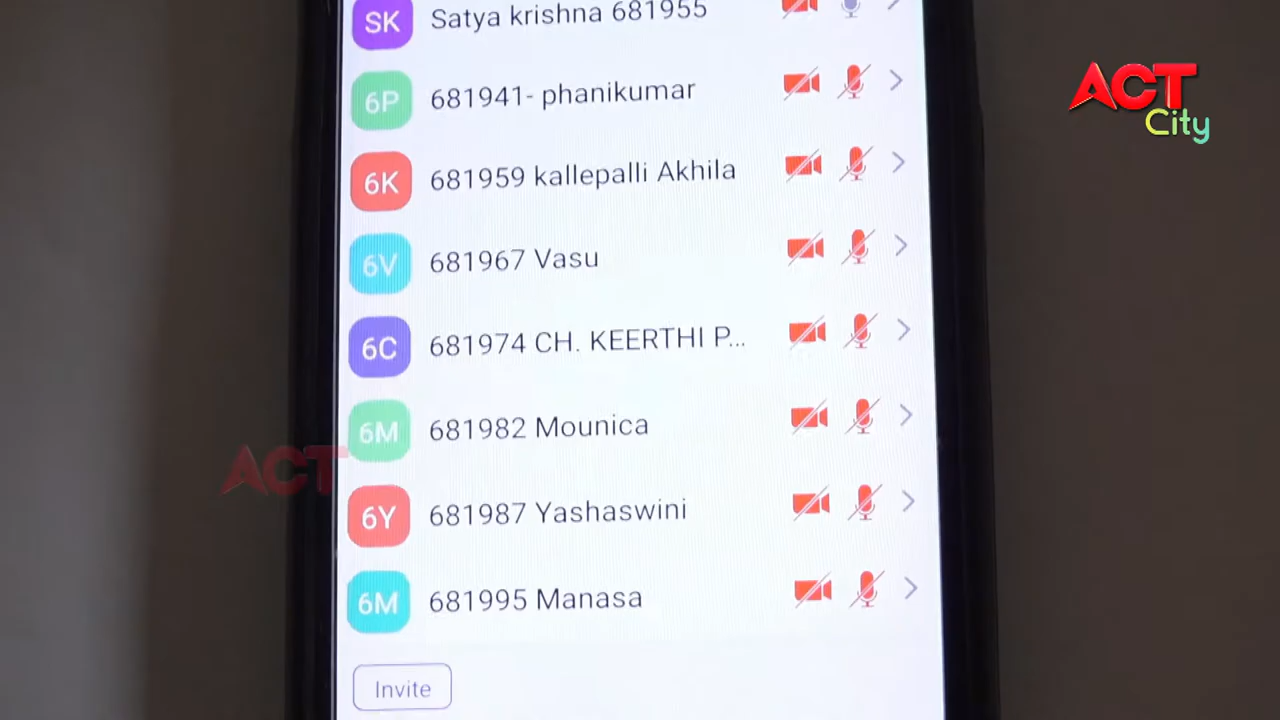 SK Satya krishna 681955
6P 681941- phanikumar
6K 681959 kallepalli Akhila
6V 681967 Vasu
6C 681974 CH. KEERTHI P...
6M 681982 Mounica
6Y 681987 Yashaswini
6M 681995 Manasa
Invite
ACT
City
ACT